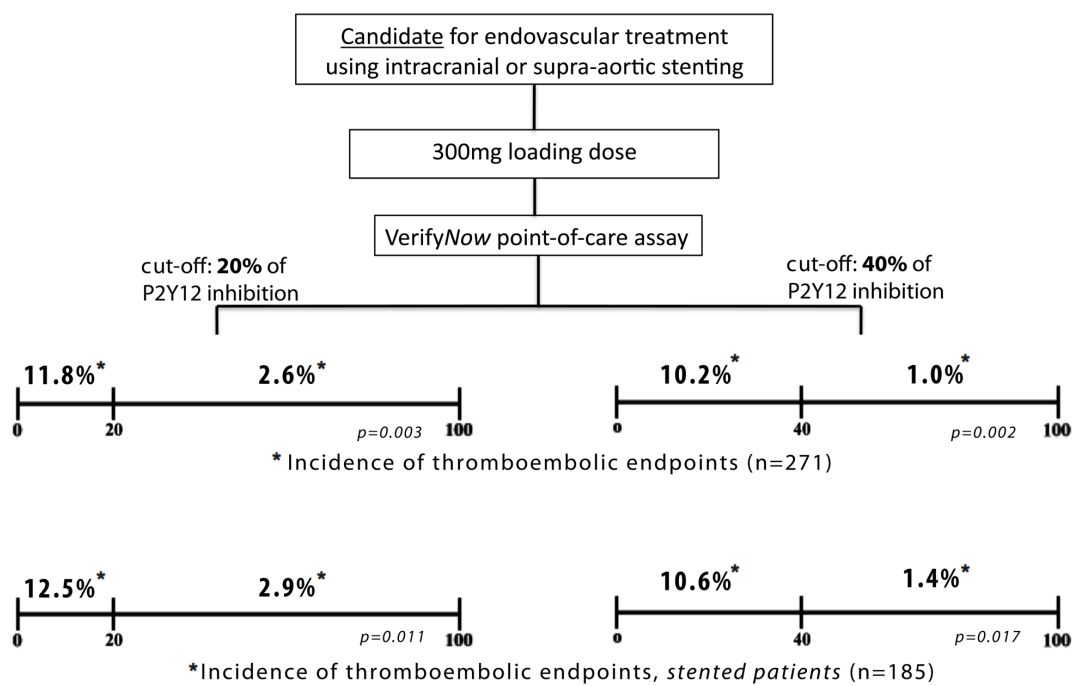 Candidate for endovascular treatment
using intracranial or supra-aortic stenting
300mg loading dose
VerifyNow point-of-care assay
cut-off: 20% of
P2Y12 inhibition
cut-off: 40% of
P2Y12 inhibition
11.8%* 2.6%*
0 20 p=0.003 100
10.2%* 1.0%*
0 40 p=0.002 100
* Incidence of thromboembolic endpoints (n=271)
12.5%* 2.9%*
0 20 p=0.011 100
10.6%* 1.4%*
0 40 p=0.017 100
*Incidence of thromboembolic endpoints, stented patients (n=185)